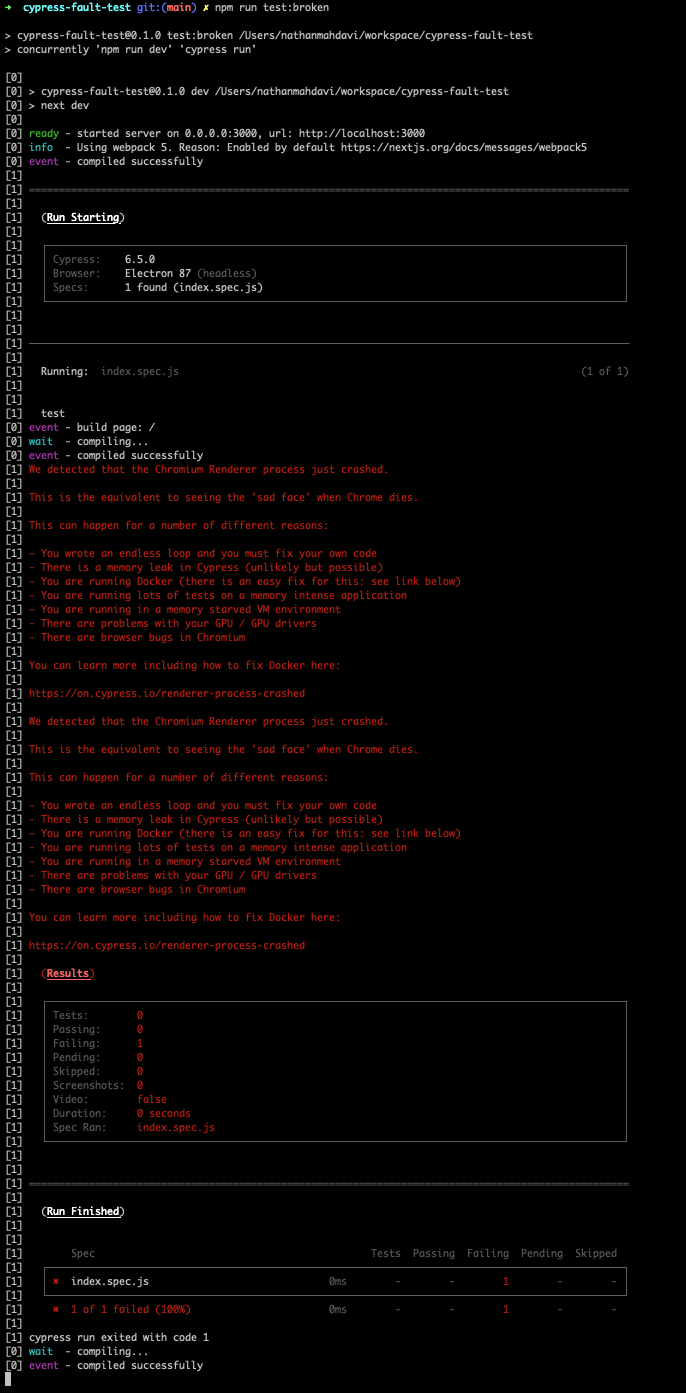 ➜  cypress-fault-test git:(main) ✗ npm run test:broken
> cypress-fault-test@0.1.0 test:broken /Users/nathanmahdavi/workspace/cypress-fault-test
> concurrently 'npm run dev' 'cypress run'
[0]
[0] > cypress-fault-test@0.1.0 dev /Users/nathanmahdavi/workspace/cypress-fault-test
[0] > next dev
[0]
[0] ready - started server on 0.0.0.0:3000, url: http://localhost:3000
[0] info  - Using webpack 5. Reason: Enabled by default https://nextjs.org/docs/messages/webpack5
[0] event - compiled successfully
[1]
[1] ====================================================================================================
[1]
[1]   (Run Starting)
[1]
[1]
[1]     Cypress:    6.5.0
[1]     Browser:    Electron 87 (headless)
[1]     Specs:      1 found (index.spec.js)
[1]
[1]
[1]
[1]
[1]
[1]   Running:  index.spec.js                                                                   (1 of 1)
[1]
[1]
[1]   test
[0] event - build page: /
[0] wait  - compiling...
[0] event - compiled successfully
[1] We detected that the Chromium Renderer process just crashed.
[1]
[1] This is the equivalent to seeing the 'sad face' when Chrome dies.
[1]
[1] This can happen for a number of different reasons:
[1]
[1] - You wrote an endless loop and you must fix your own code
[1] - There is a memory leak in Cypress (unlikely but possible)
[1] - You are running Docker (there is an easy fix for this: see link below)
[1] - You are running lots of tests on a memory intense application
[1] - You are running in a memory starved VM environment
[1] - There are problems with your GPU / GPU drivers
[1] - There are browser bugs in Chromium
[1]
[1] You can learn more including how to fix Docker here:
[1]
[1] https://on.cypress.io/renderer-process-crashed
[1]
[1] We detected that the Chromium Renderer process just crashed.
[1]
[1] This is the equivalent to seeing the 'sad face' when Chrome dies.
[1]
[1] This can happen for a number of different reasons:
[1]
[1] - You wrote an endless loop and you must fix your own code
[1] - There is a memory leak in Cypress (unlikely but possible)
[1] - You are running Docker (there is an easy fix for this: see link below)
[1] - You are running lots of tests on a memory intense application
[1] - You are running in a memory starved VM environment
[1] - There are problems with your GPU / GPU drivers
[1] - There are browser bugs in Chromium
[1]
[1] You can learn more including how to fix Docker here:
[1]
[1] https://on.cypress.io/renderer-process-crashed
[1]
[1]   (Results)
[1]
[1]
[1]     Tests:        0
[1]     Passing:      0
[1]     Failing:      1
[1]     Pending:      0
[1]     Skipped:      0
[1]     Screenshots:  0
[1]     Video:        false
[1]     Duration:     0 seconds
[1]     Spec Ran:     index.spec.js
[1]
[1]
[1]
[1] ====================================================================================================
[1]
[1]   (Run Finished)
[1]
[1]
[1]        Spec                                              Tests  Passing  Failing  Pending  Skipped
[1]
[1]     ✖  index.spec.js                              0ms        -        -        1        -        -
[1]
[1]     ✖  1 of 1 failed (100%)                       0ms        -        -        1        -        -
[1]
[1] cypress run exited with code 1
[0] wait  - compiling...
[0] event - compiled successfully